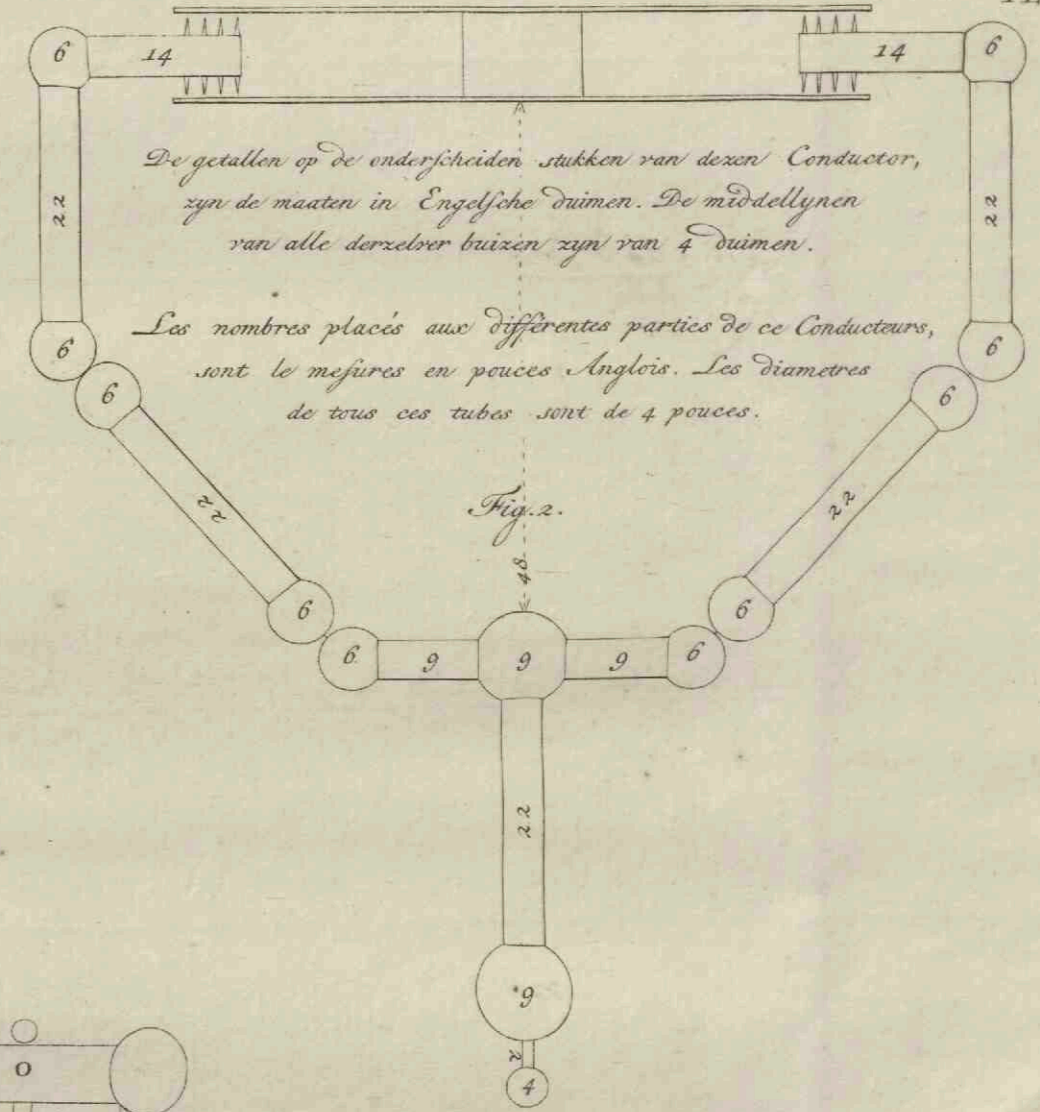 6 14 14 6
22 22
De getallen op de onderſcheiden stukken van dezen Conductor,
zyn de maaten in Engelſche duimen. De middellynen
van alle derzelver buizen zyn van 4 duimen.
Les nombres placés aux différentes parties de ce Conducteurs,
sont le meſures en pouces Anglois. Les diametres
de tous ces tubes sont de 4 pouces.
6 6
6 6
22 22
Fig. 2.
48
6 6
6 9 9 9 6
22
9
2
4
O